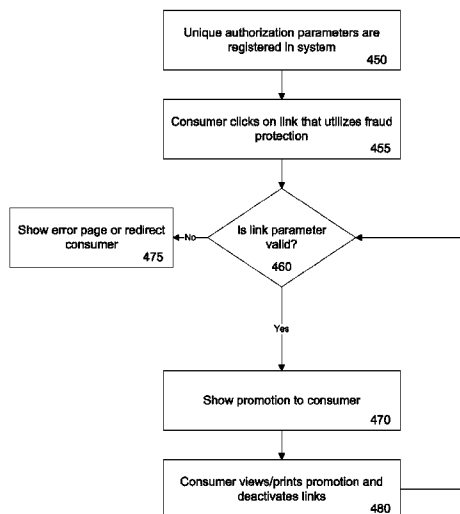 Unique authorization parameters are
registered in system
450
Consumer clicks on link that utilizes fraud
protection
455
Is link parameter
valid?
460
No
Show error page or redirect
consumer
475
Yes
Show promotion to consumer
470
Consumer views/prints promotion and
deactivates links
480